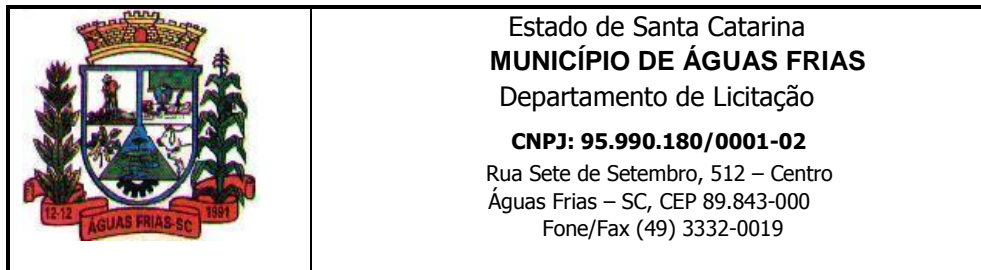 12-12
ÁGUAS FRIAS-SC
1991
Estado de Santa Catarina
MUNICÍPIO DE ÁGUAS FRIAS
Departamento de Licitação
CNPJ: 95.990.180/0001-02
Rua Sete de Setembro, 512 – Centro
Águas Frias – SC, CEP 89.843-000
Fone/Fax (49) 3332-0019